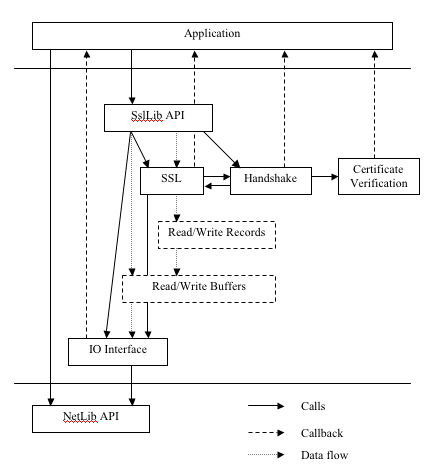 Application
SslLib API
SSL
Handshake
Certificate
Verification
Read/Write Records
Read/Write Buffers
IO Interface
NetLib API
Calls
Callback
Data flow